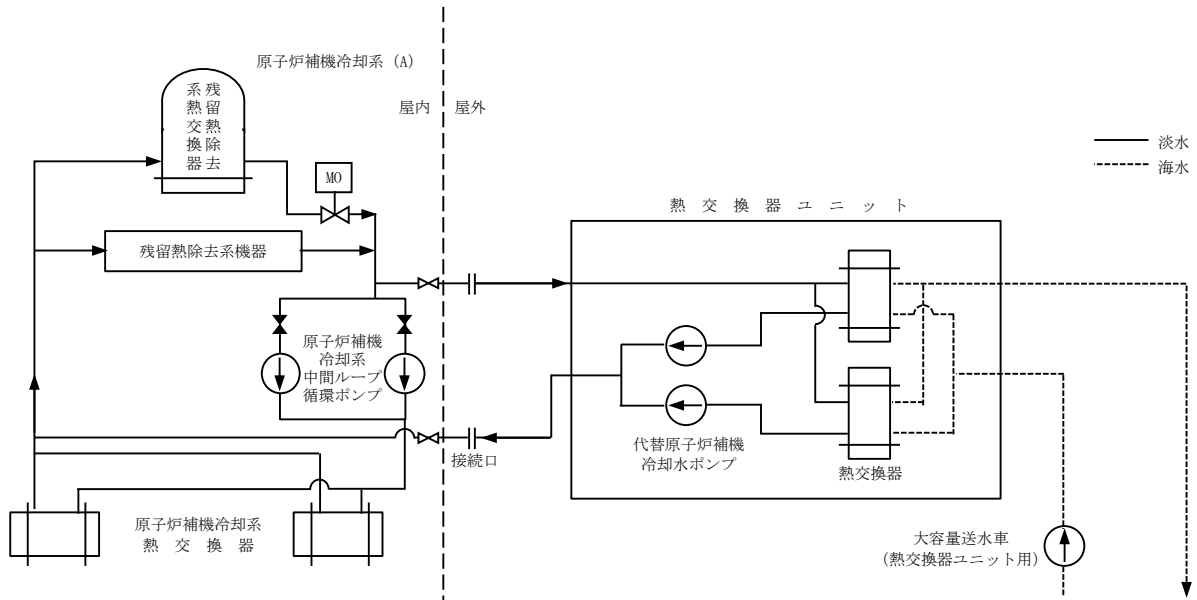 原子炉補機冷却系（A）
屋内
屋外
残留熱除去
系熱交換器
MO
淡水
海水
残留熱除去系機器
熱交換器ユニット
原子炉補機
冷却系
中間ループ
循環ポンプ
代替原子炉補機
冷却水ポンプ
接続口
熱交換器
原子炉補機冷却系
熱交換器
大容量送水車
（熱交換器ユニット用）